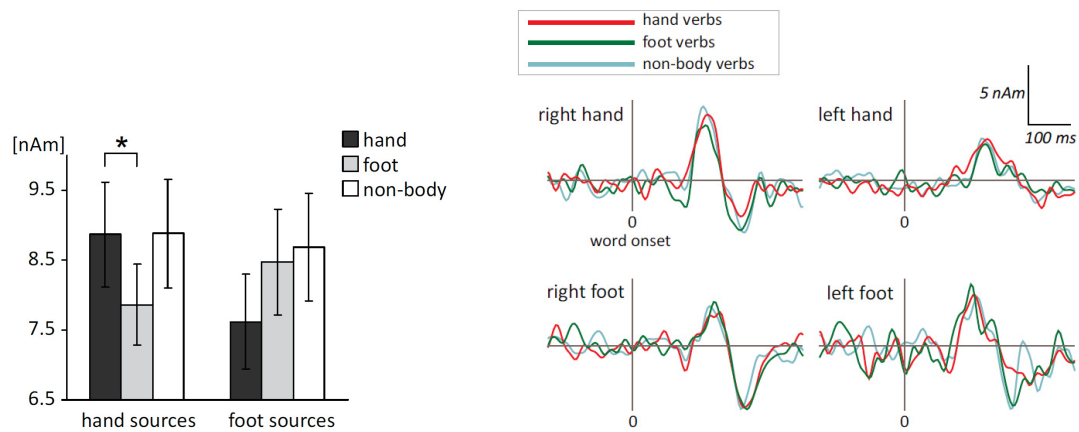 [nAm]
9.5
8.5
7.5
6.5
*
hand
foot
non-body
hand sources
foot sources
hand verbs
foot verbs
non-body verbs
5 nAm
100 ms
right hand
0
word onset
left hand
0
right foot
0
left foot
0